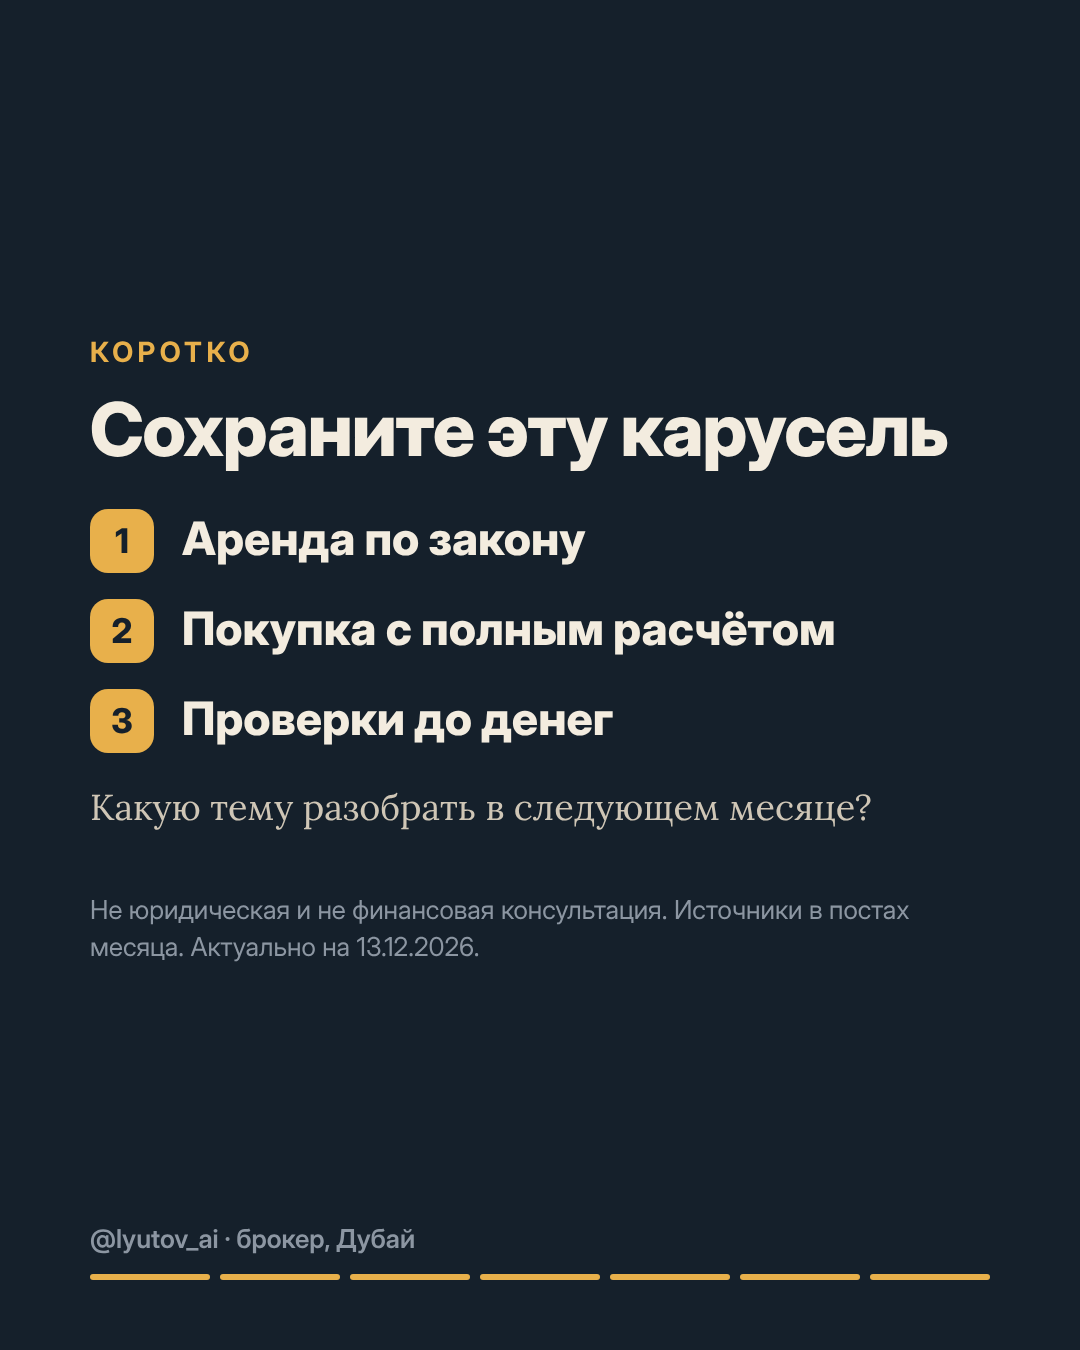 КОРОТКО
Сохраните эту карусель
1 Аренда по закону
2 Покупка с полным расчётом
3 Проверки до денег
Какую тему разобрать в следующем месяце?
Не юридическая и не финансовая консультация. Источники в постах
месяца. Актуально на 13.12.2026.
@lyutov_ai · брокер, Дубай